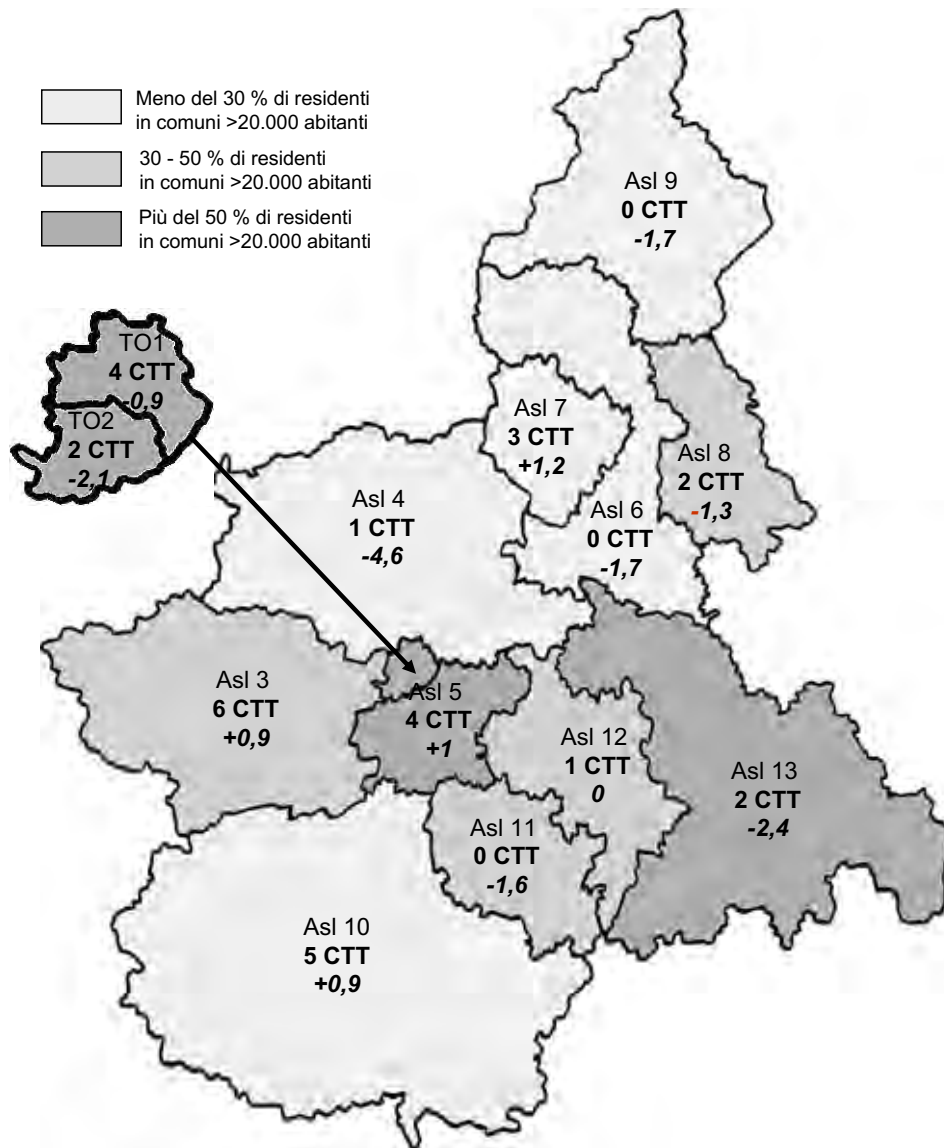 Meno del 30 % di residenti
in comuni >20.000 abitanti
30 - 50 % di residenti
in comuni >20.000 abitanti
Più del 50 % di residenti
in comuni >20.000 abitanti
Asl 9
0 CTT
-1,7
TO1
4 CTT
-0,9
TO2
2 CTT
-2,1
Asl 7
3 CTT
+1,2
Asl 8
2 CTT
-1,3
Asl 4
1 CTT
-4,6
Asl 6
0 CTT
-1,7
Asl 3
6 CTT
+0,9
Asl 5
4 CTT
+1
Asl 12
1 CTT
0
Asl 13
2 CTT
-2,4
Asl 11
0 CTT
-1,6
Asl 10
5 CTT
+0,9